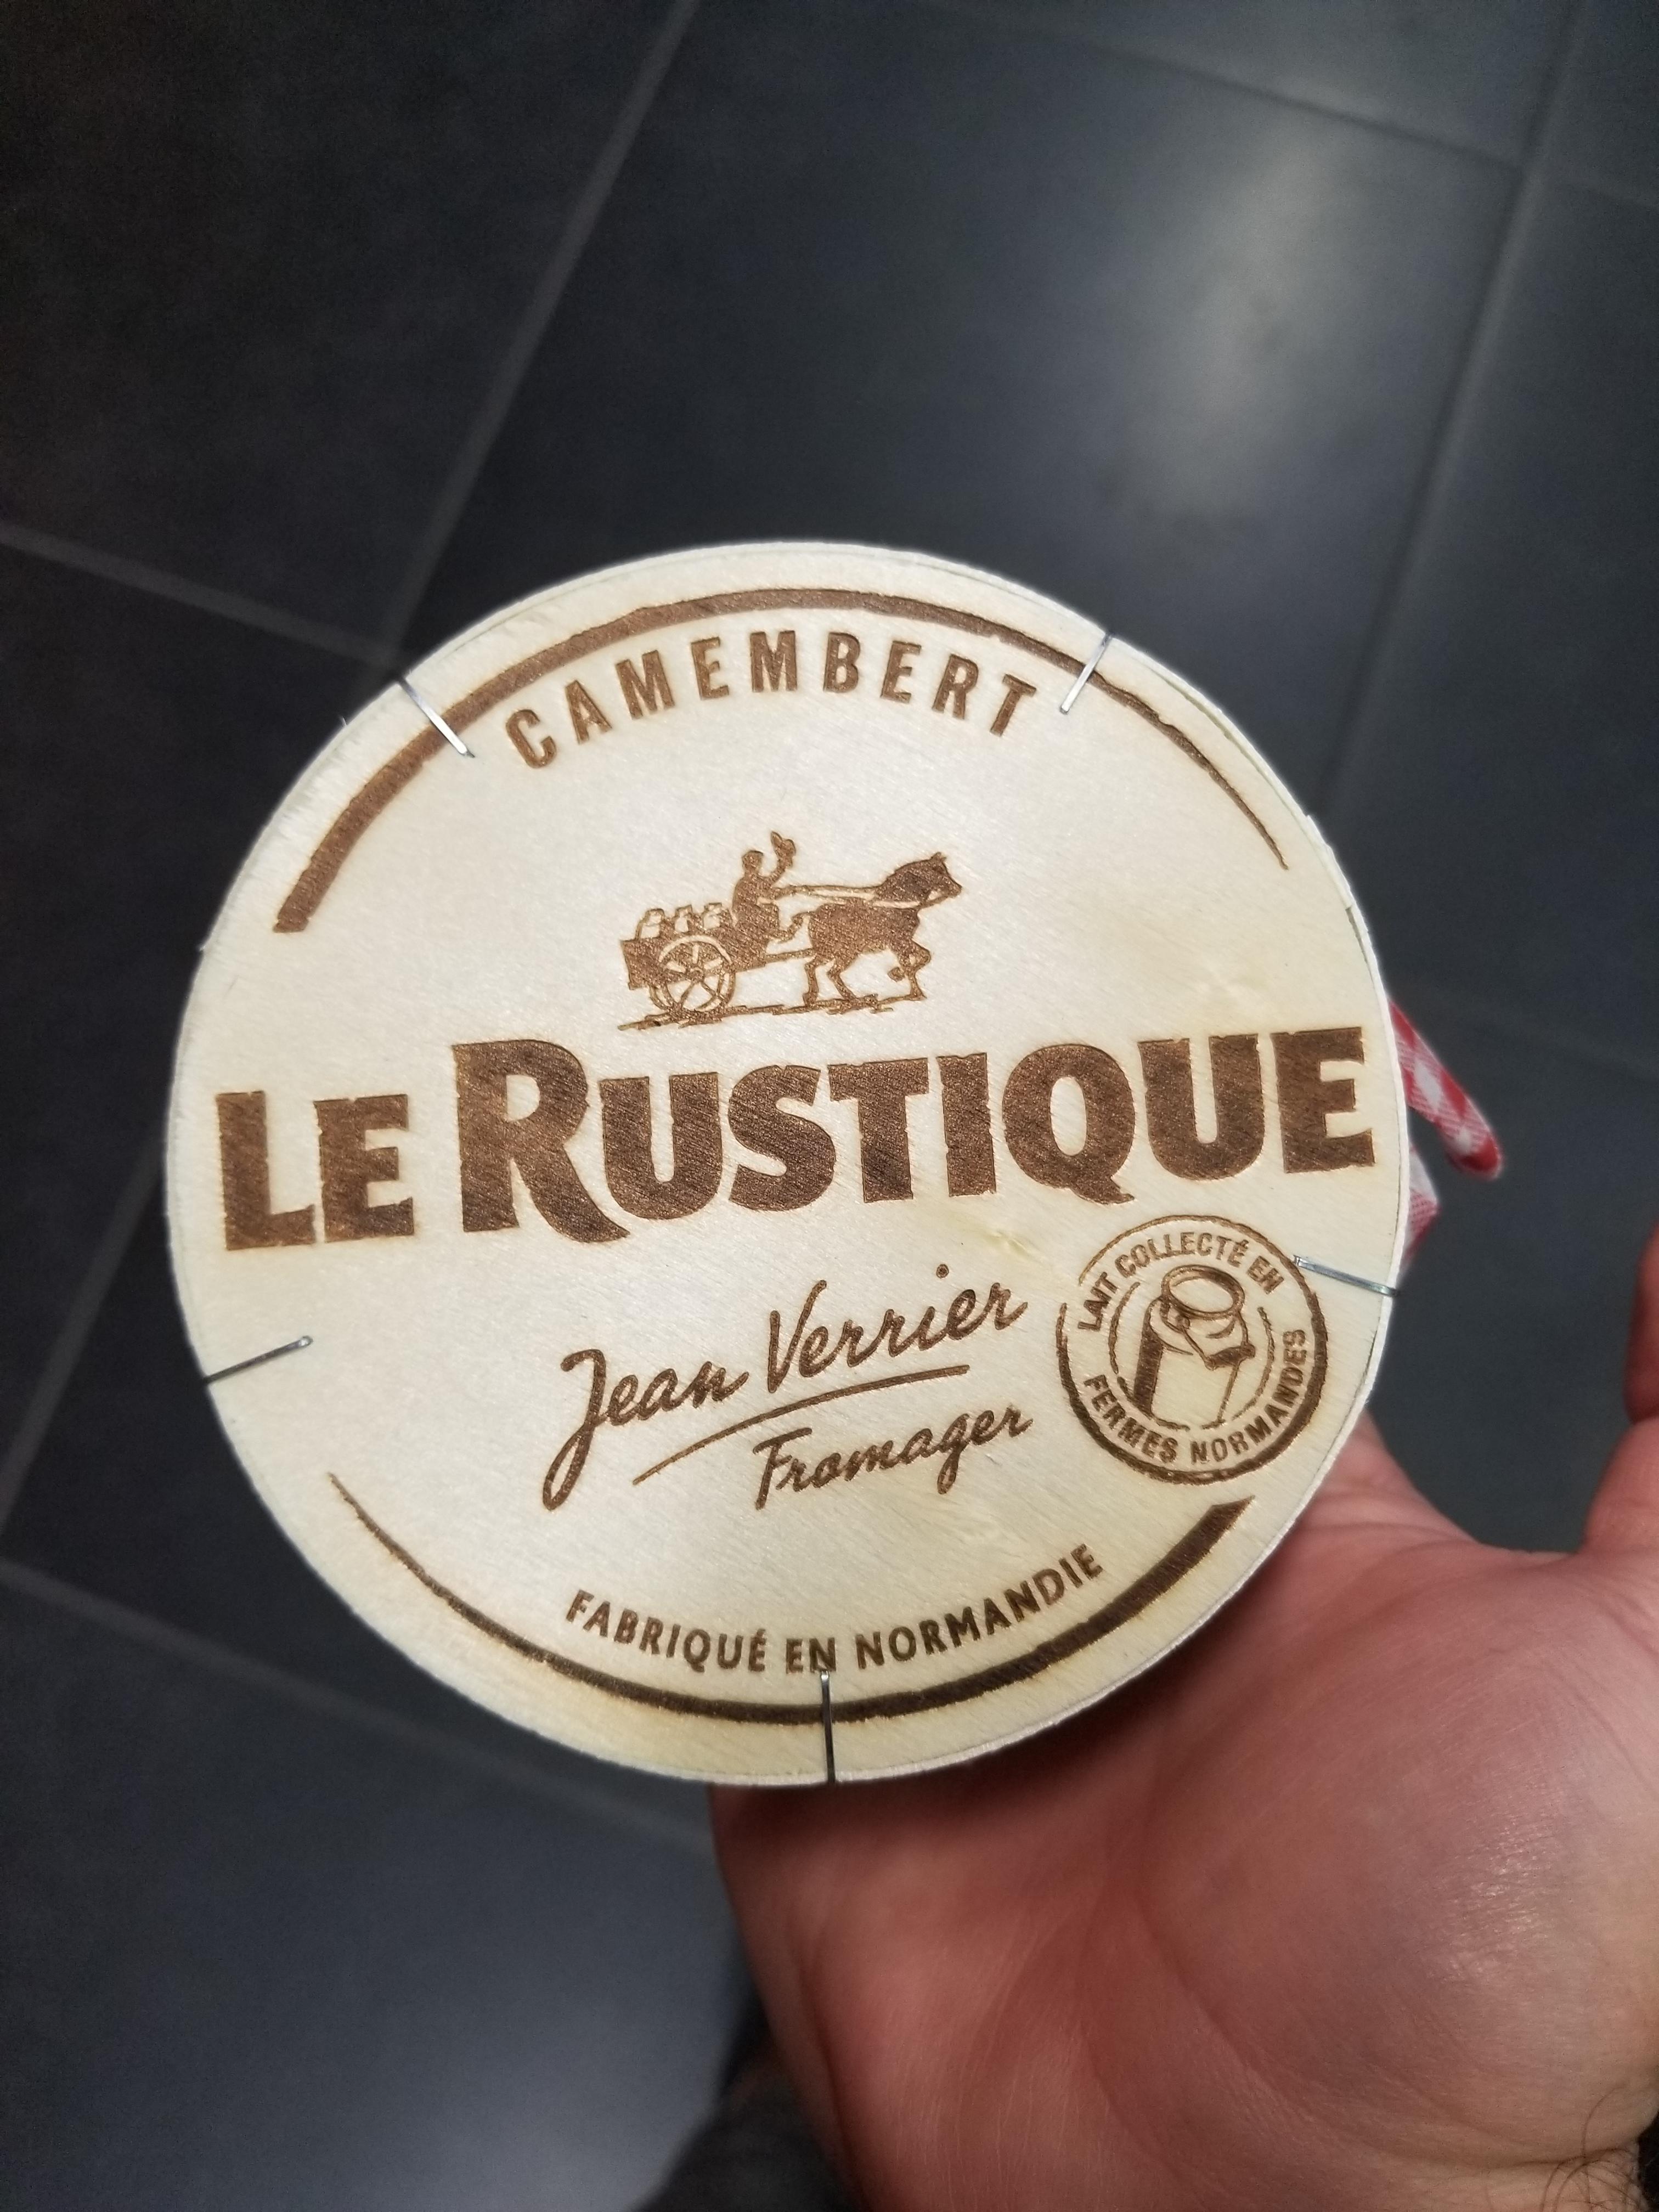 CAMEMBERT
LE RUSTIQUE
Jean Verrier
Fromager
LAIT COLLECTÉ EN
FERMES NORMANDES
FABRIQUÉ EN NORMANDIE